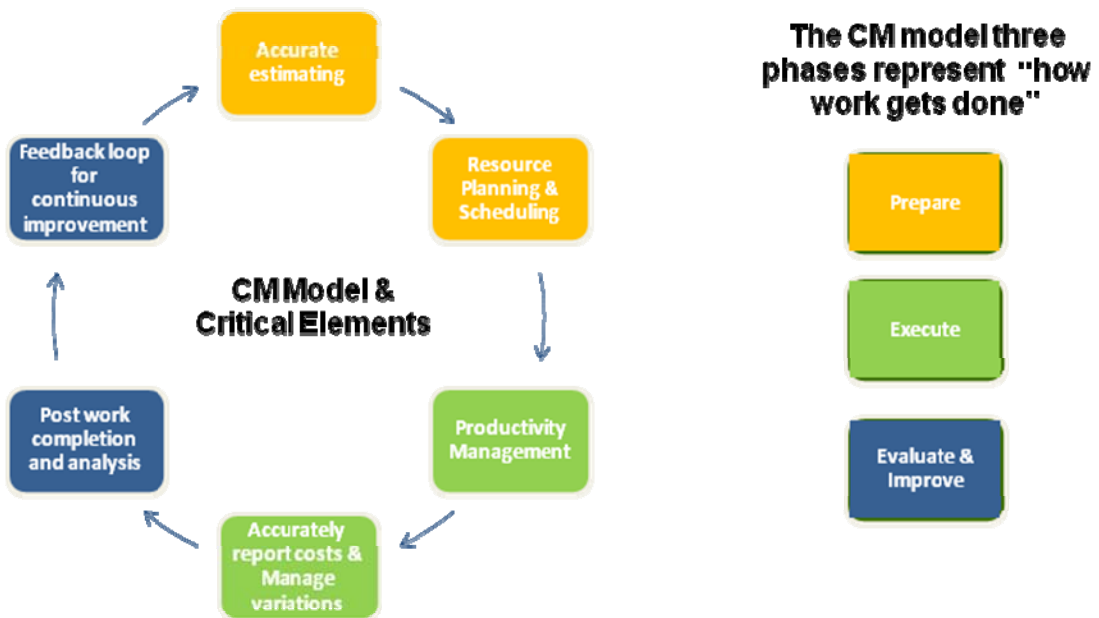 Accurate
estimating
Resource
Planning &
Scheduling
Productivity
Management
Accurately
report costs &
Manage
variations
Post work
completion
and analysis
Feedback loop
for
continuous
improvement
CM Model &
Critical Elements
The CM model three
phases represent "how
work gets done"
Prepare
Execute
Evaluate &
Improve